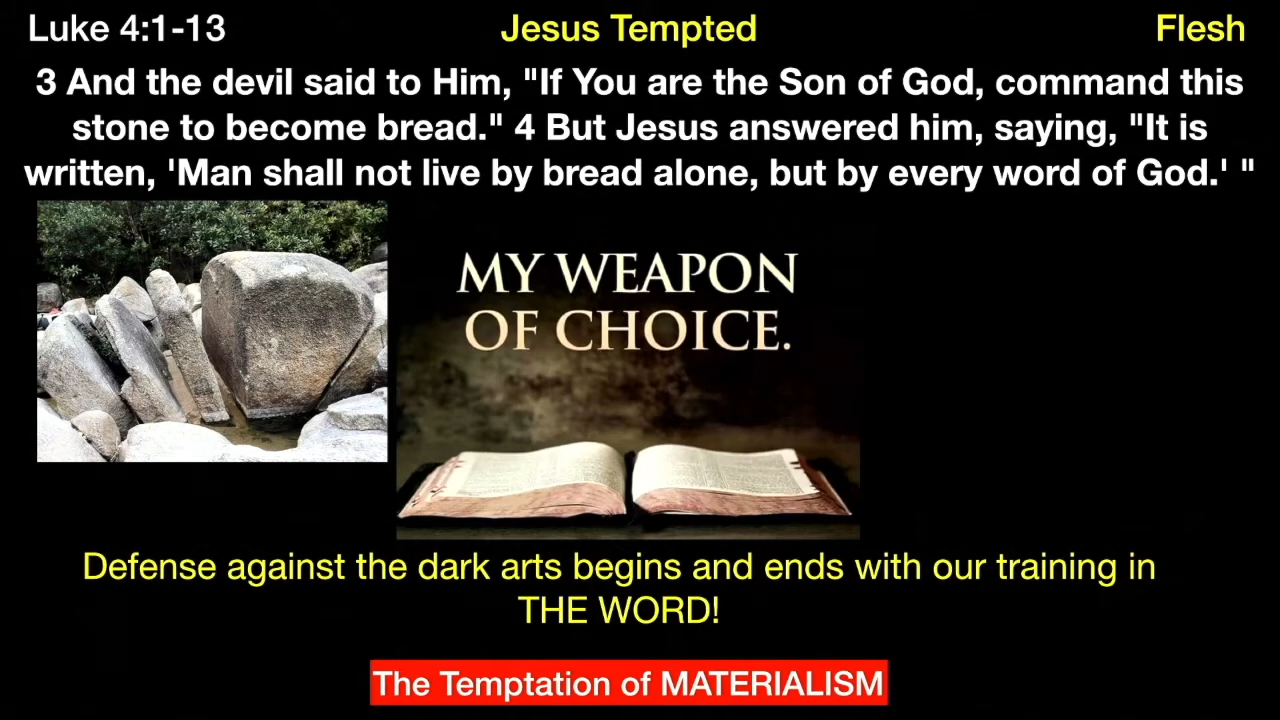 Luke 4:1-13 Jesus Tempted Flesh
3 And the devil said to Him, "If You are the Son of God, command this
stone to become bread." 4 But Jesus answered him, saying, "It is
written, 'Man shall not live by bread alone, but by every word of God.' "
MY WEAPON
OF CHOICE.
Defense against the dark arts begins and ends with our training in
THE WORD!
The Temptation of MATERIALISM